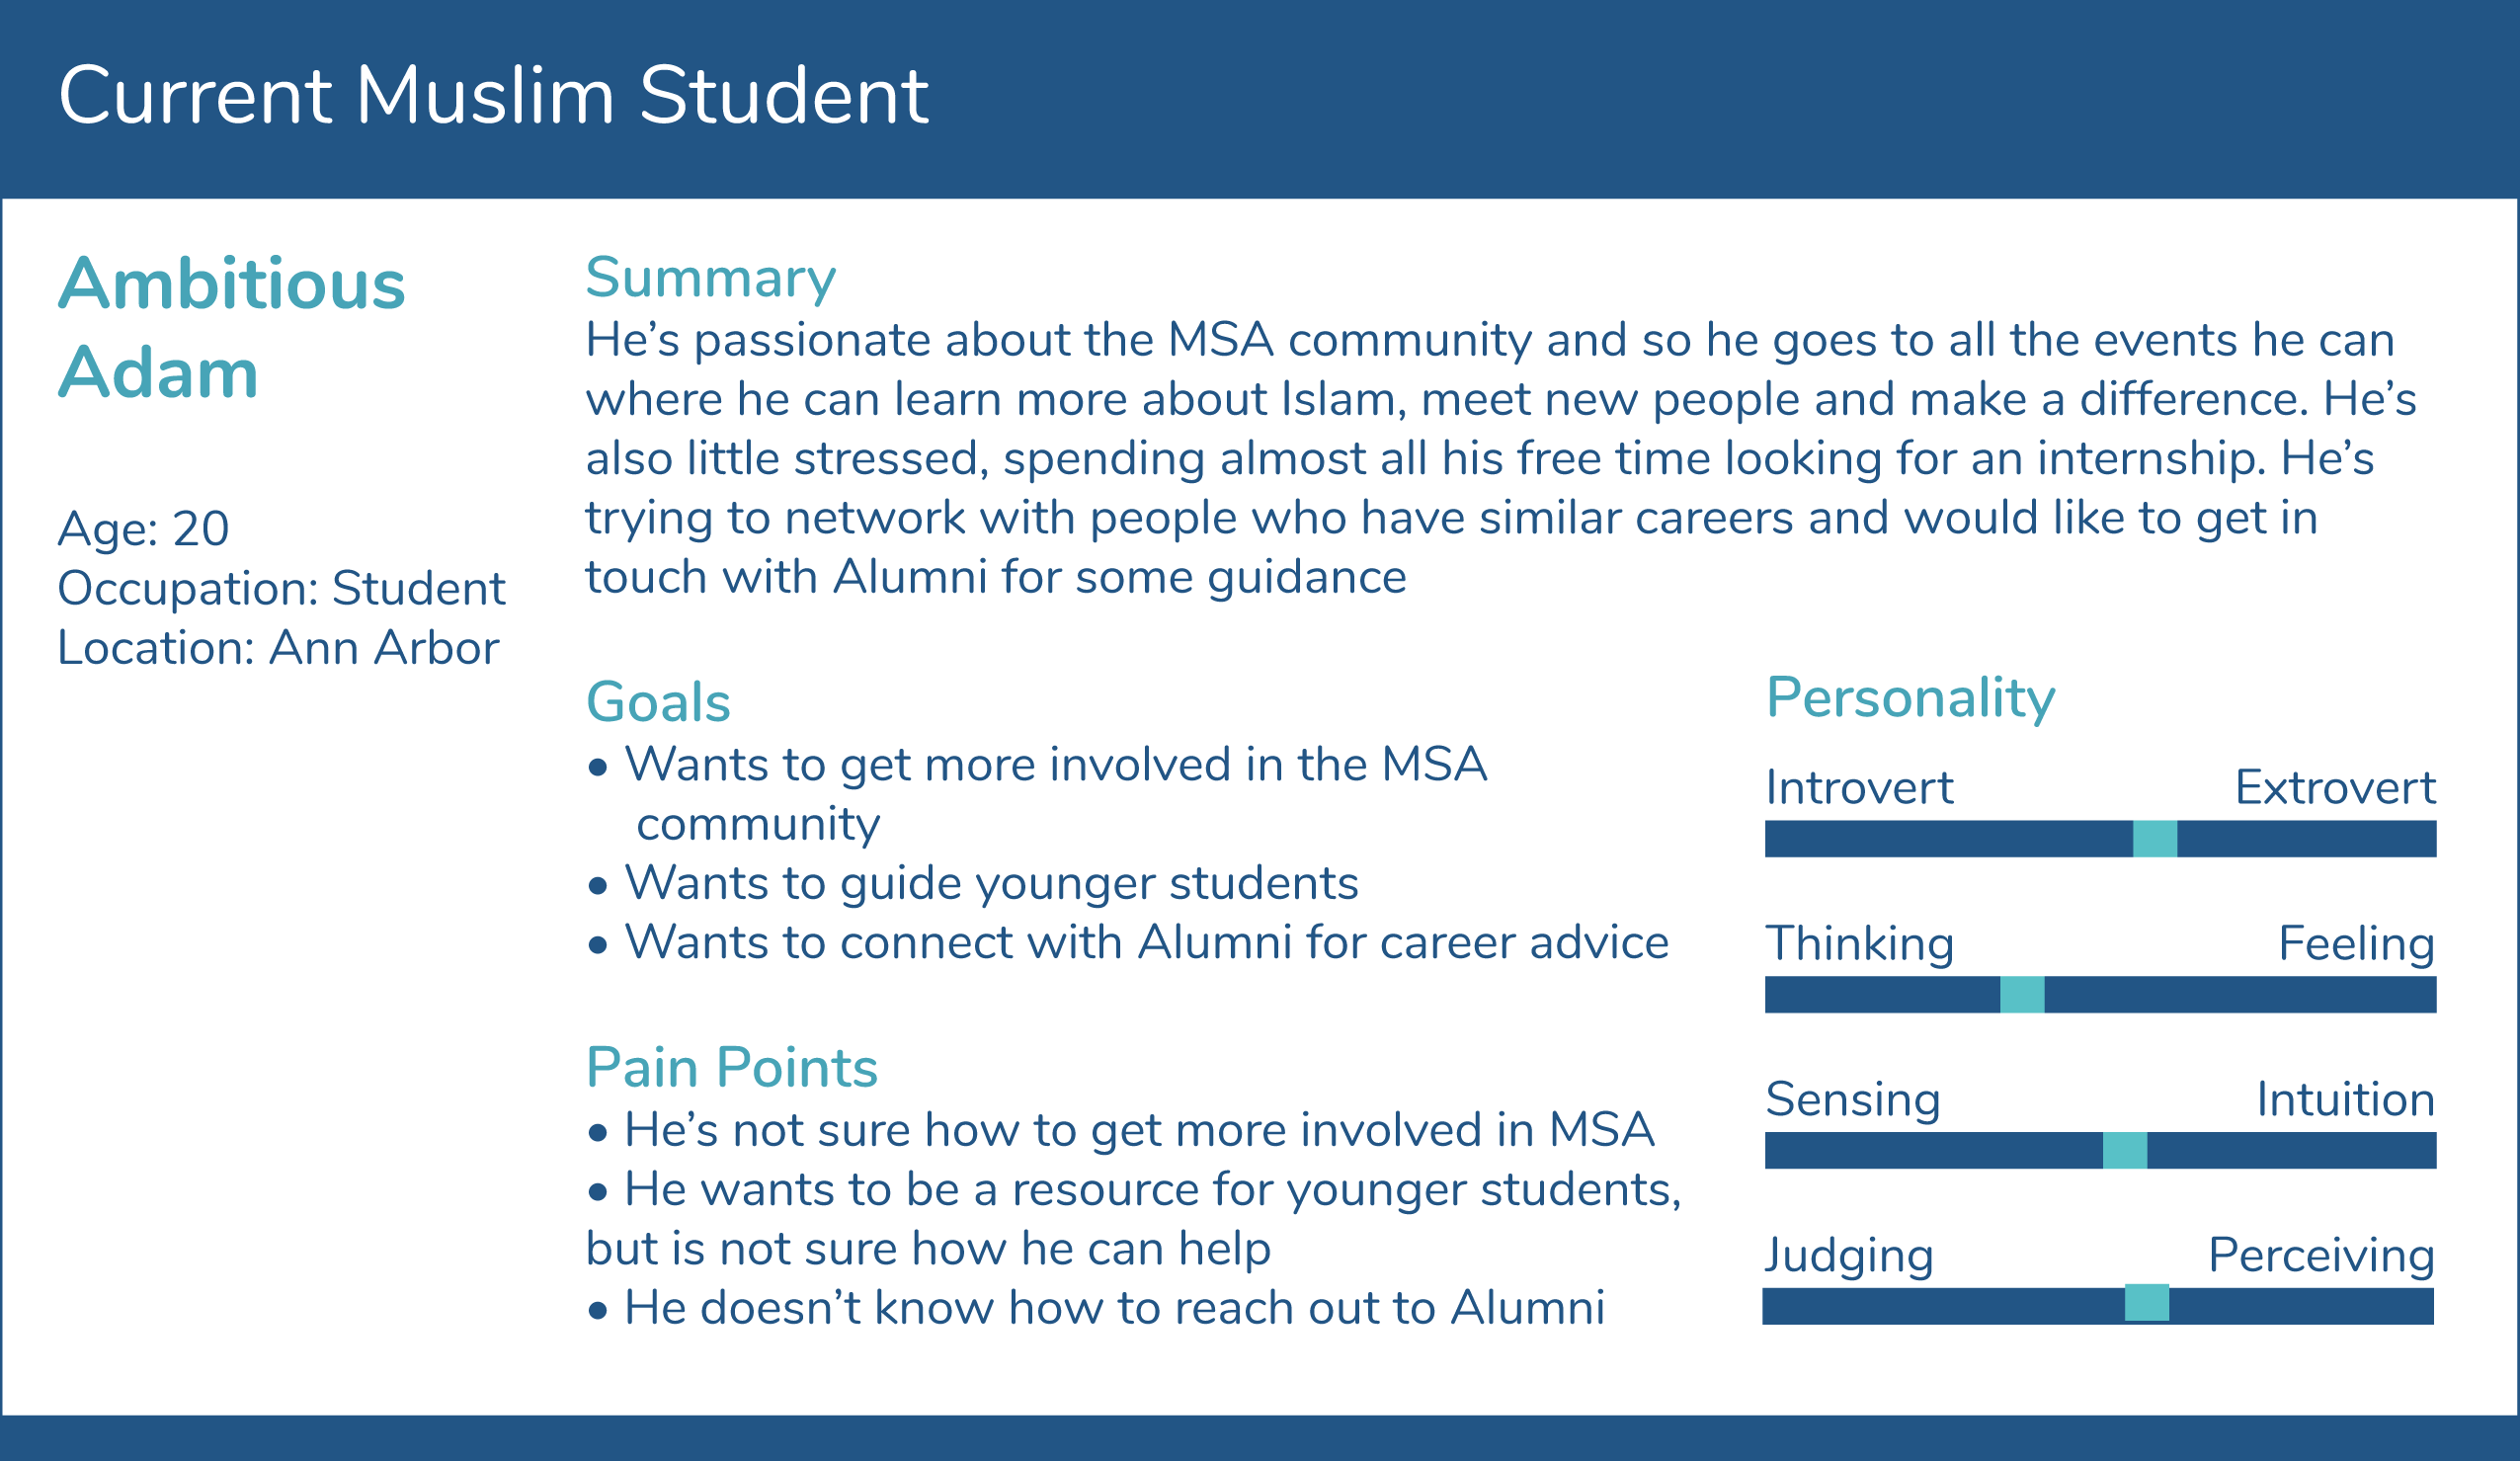 Current Muslim Student
Ambitious
Adam
Age: 20
Occupation: Student
Location: Ann Arbor
Summary
He’s passionate about the MSA community and so he goes to all the events he can
where he can learn more about Islam, meet new people and make a difference. He’s
also little stressed, spending almost all his free time looking for an internship. He’s
trying to network with people who have similar careers and would like to get in
touch with Alumni for some guidance
Goals
• Wants to get more involved in the MSA
community
• Wants to guide younger students
• Wants to connect with Alumni for career advice
Pain Points
• He’s not sure how to get more involved in MSA
• He wants to be a resource for younger students,
but is not sure how he can help
• He doesn’t know how to reach out to Alumni
Personality
Introvert Extrovert
Thinking Feeling
Sensing Intuition
Judging Perceiving